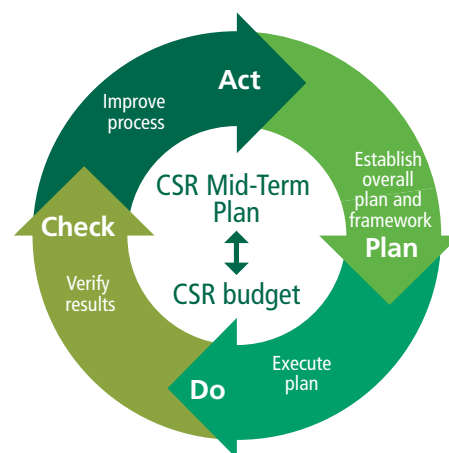 Act
Improve
process
Establish
overall
plan and
framework
Plan
CSR Mid-Term
Plan
CSR budget
Check
Verify
results
Execute
plan
Do